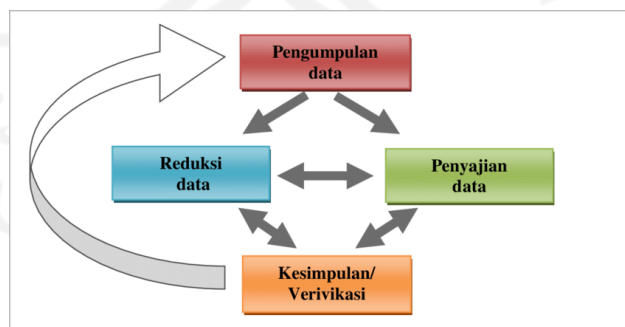 Pengumpulan
data
Reduksi
data
Penyajian
data
Kesimpulan/
Verivikasi